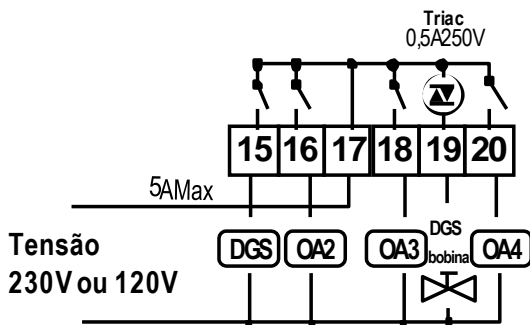 Triac
0,5A250V
15 16 17 18 19 20
5AMax
DGS OA2 OA3 DGS bobina OA4
Tensão
230V ou 120V